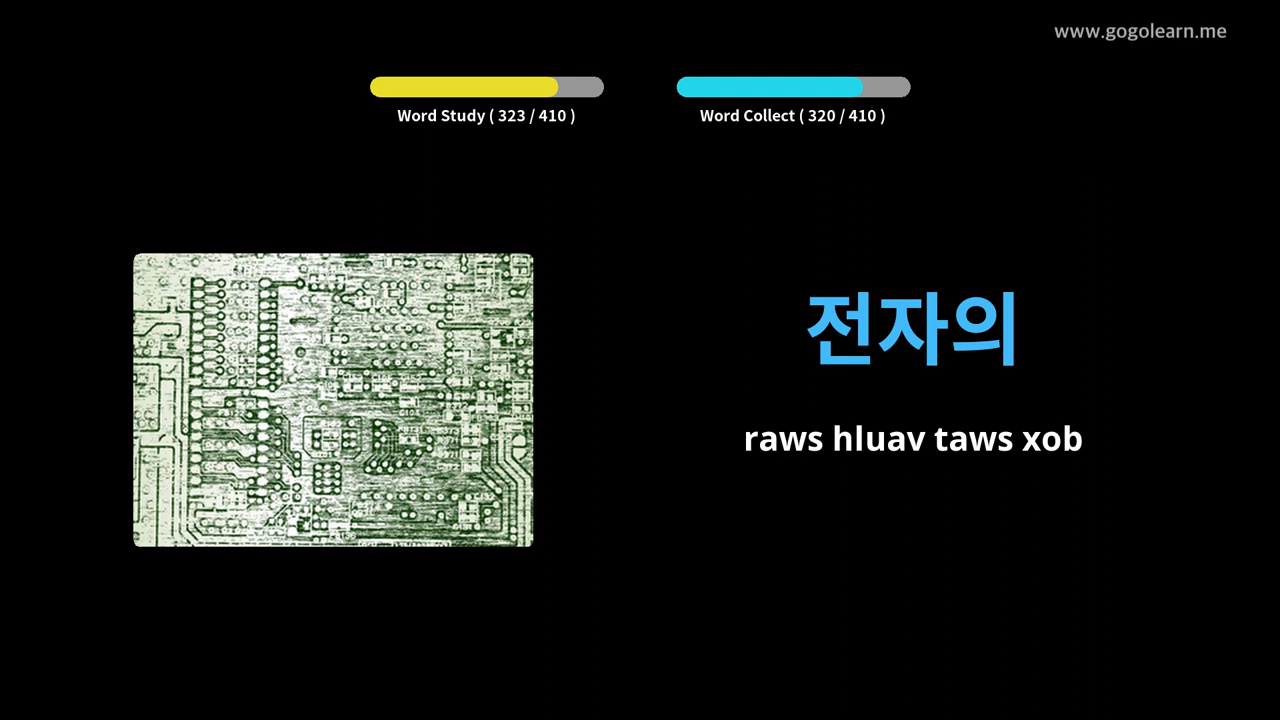 www.gogolearn.me
Word Study ( 323 / 410 )
Word Collect ( 320 / 410 )
전자의
raws hluav taws xob